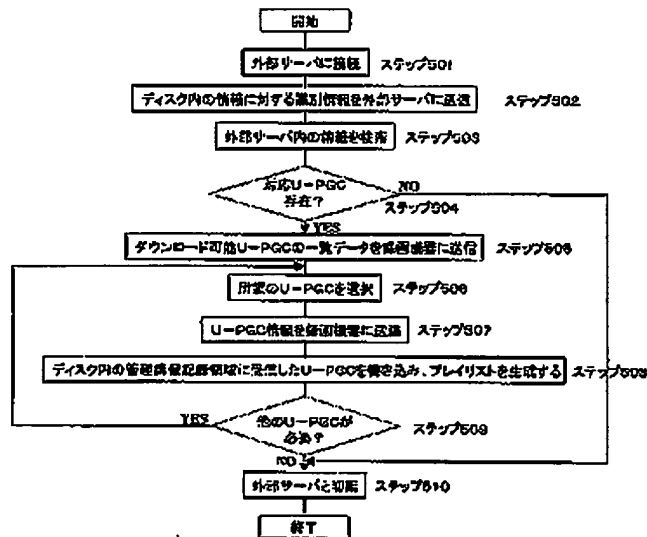 開始
外部サーバに接続 ステップ501
ディスク内の情報に対する識別情報を外部サーバに送信 ステップ502
外部サーバ内の情報を検索 ステップ503
対応U-PGC
存在? NO
ステップ504
YES
ダウンロード可能U-PGCの一覧データを録画機器に送信 ステップ505
所望のU-PGCを選択 ステップ506
U-PGC情報を録画機器に送信 ステップ507
ディスク内の管理情報記録領域に受信したU-PGCを書き込み、プレイリストを生成する ステップ508
YES 他のU-PGCが
必要? ステップ509
NO
外部サーバと切断 ステップ510
終了